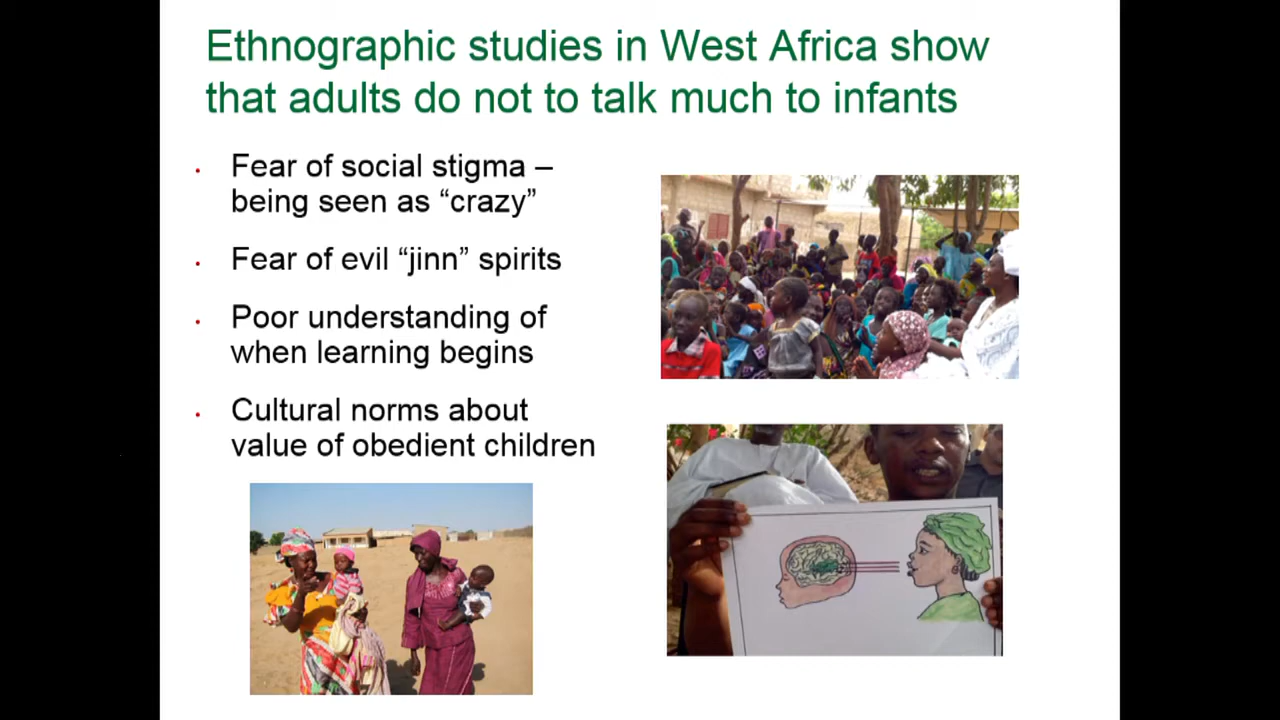 Ethnographic studies in West Africa show
that adults do not to talk much to infants
• Fear of social stigma –
being seen as “crazy”
• Fear of evil “jinn” spirits
• Poor understanding of
when learning begins
• Cultural norms about
value of obedient children